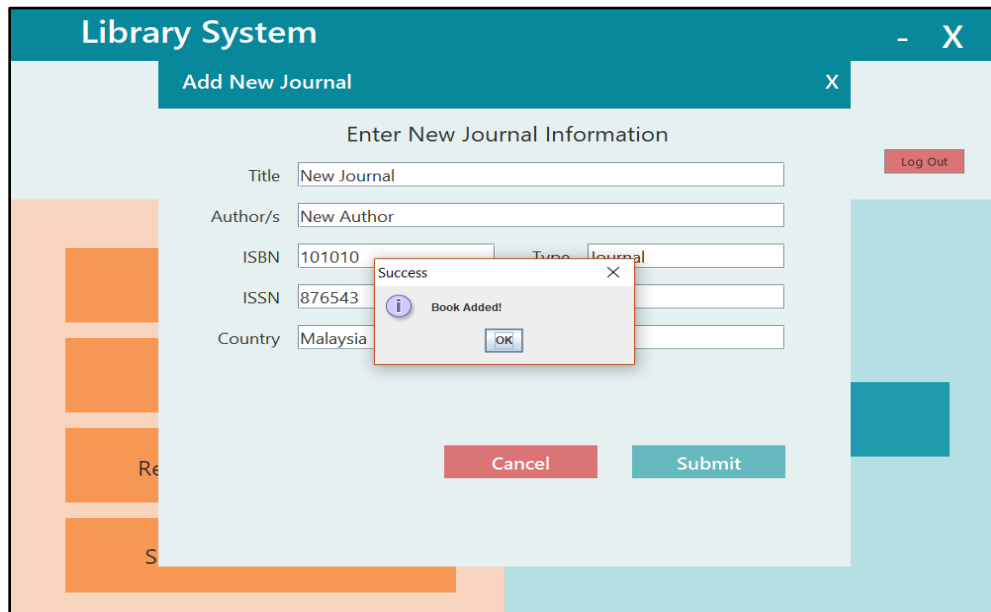 Library System
- X
Add New Journal X
Enter New Journal Information
Log Out
Title New Journal
Author/s New Author
ISBN 101010 Type Journal
Success
ISSN 876543
i Book Added!
Country Malaysia
OK
Cancel Submit